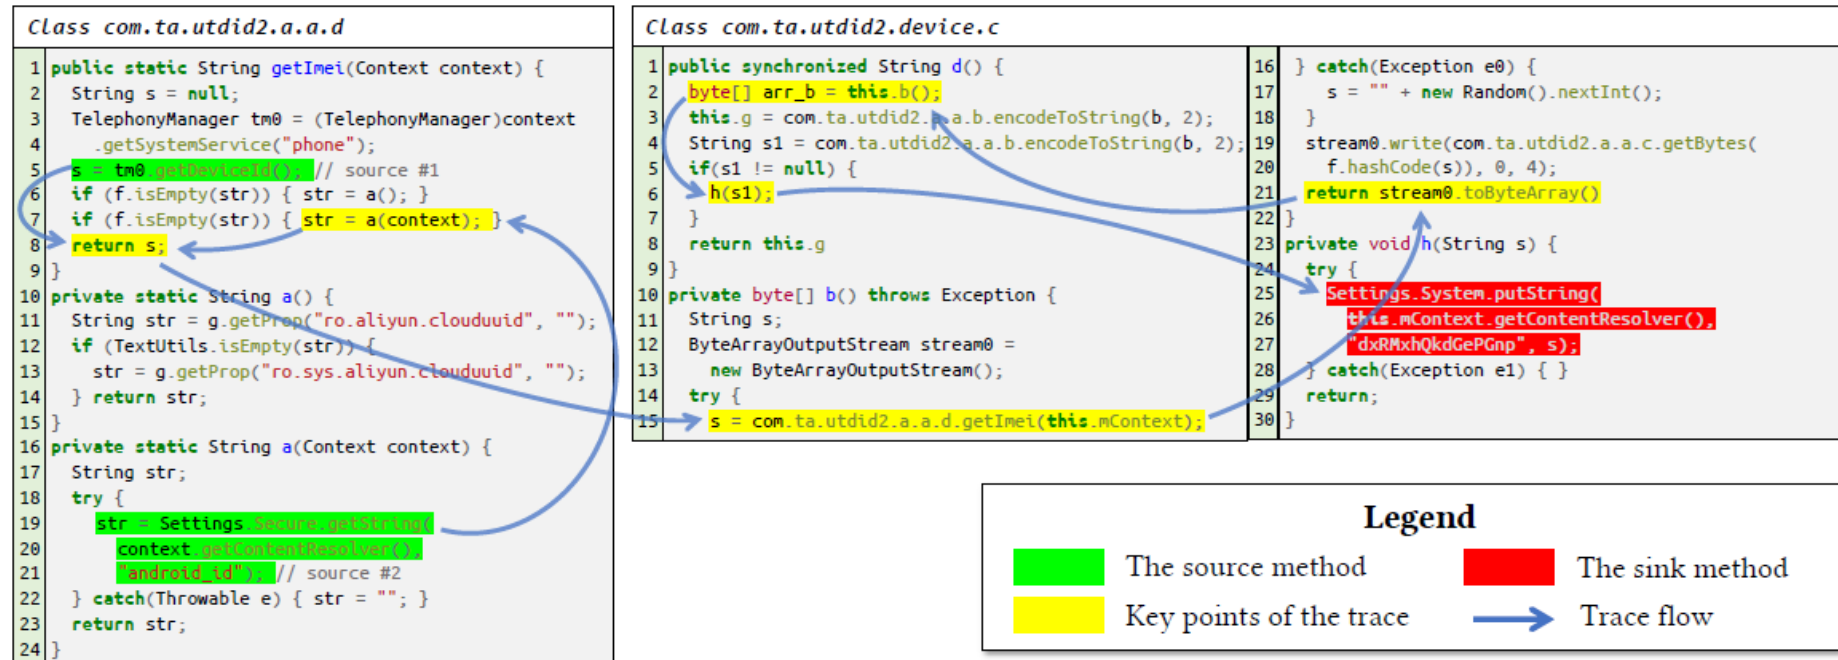 Class com.ta.utdid2.a.a.d
1 public static String getImei(Context context) {
2 String s = null;
3 TelephonyManager tm0 = (TelephonyManager)context
4 .getSystemService("phone");
5 s = tm0.getDeviceId(); // source #1
6 if (f.isEmpty(str)) { str = a(); }
7 if (f.isEmpty(str)) { str = a(context); }
8 return s;
9 }
10 private static String a() {
11 String str = g.getProp("ro.aliyun.clouduuid", "");
12 if (TextUtils.isEmpty(str)) {
13 str = g.getProp("ro.sys.aliyun.clouduuid", "");
14 } return str;
15 }
16 private static String a(Context context) {
17 String str;
18 try {
19 str = Settings.Secure.getString(
20 context.getContentResolver(),
21 "android_id"); // source #2
22 } catch(Throwable e) { str = ""; }
23 return str;
24 }
Class com.ta.utdid2.device.c
1 public synchronized String d() {
2 byte[] arr_b = this.b();
3 this.g = com.ta.utdid2.a.a.b.encodeToString(b, 2);
4 String s1 = com.ta.utdid2.a.a.b.encodeToString(b, 2);
5 if(s1 != null) {
6 h(s1);
7 }
8 return this.g
9 }
10 private byte[] b() throws Exception {
11 String s;
12 ByteArrayOutputStream stream0 =
13 new ByteArrayOutputStream();
14 try {
15 s = com.ta.utdid2.a.a.d.getImei(this.mContext);
16 } catch(Exception e0) {
17 s = "" + new Random().nextInt();
18 }
19 stream0.write(com.ta.utdid2.a.a.c.getBytes(
20 f.hashCode(s)), 0, 4);
21 return stream0.toByteArray()
22 }
23 private void h(String s) {
24 try {
25 Settings.System.putString(
26 this.mContext.getContentResolver(),
27 "dxRMxhQkdGePGnp", s);
28 } catch(Exception e1) { }
29 return;
30 }
Legend
The source method
The sink method
Key points of the trace
Trace flow